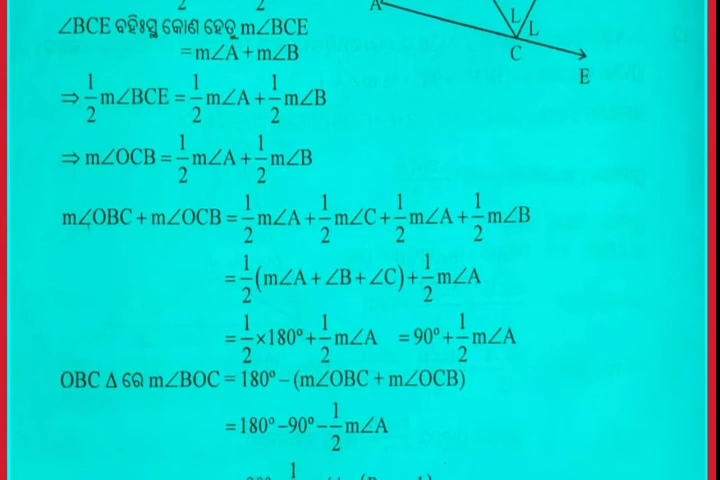 A
L
L
C
E
∠BCE ବହିଃସ୍ଥ କୋଣ ହେତୁ m∠BCE
= m∠A + m∠B
⇒ 1/2 m∠BCE = 1/2 m∠A + 1/2 m∠B
⇒ m∠OCB = 1/2 m∠A + 1/2 m∠B
m∠OBC + m∠OCB = 1/2 m∠A + 1/2 m∠C + 1/2 m∠A + 1/2 m∠B
= 1/2 (m∠A + ∠B + ∠C) + 1/2 m∠A
= 1/2 × 180° + 1/2 m∠A = 90° + 1/2 m∠A
OBC Δ ରେ m∠BOC = 180° – (m∠OBC + m∠OCB)
= 180° – 90° – 1/2 m∠A